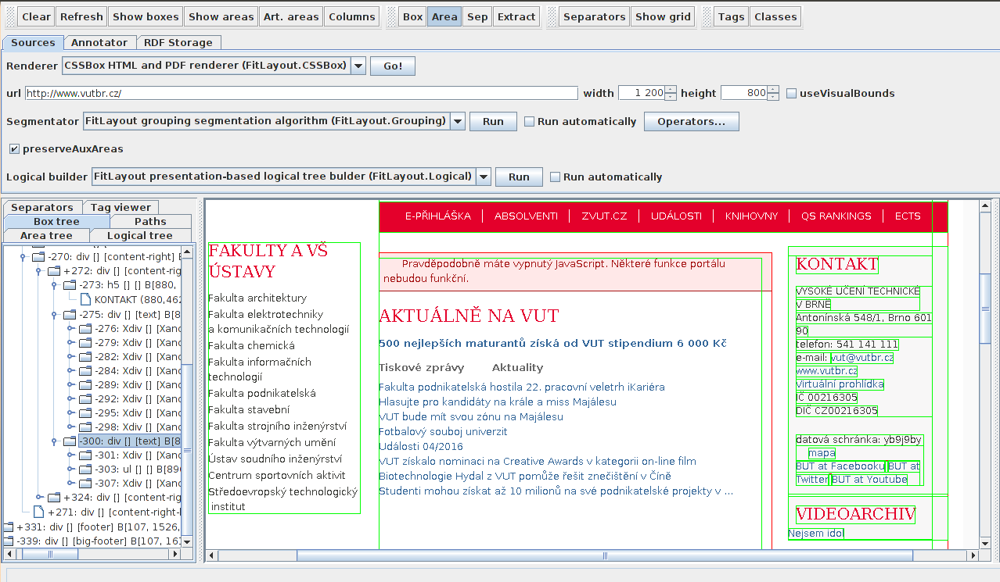 Clear Refresh Show boxes Show areas Art. areas Columns Box Area Sep Extract Separators Show grid Tags Classes
Sources Annotator RDF Storage
Renderer CSSBox HTML and PDF renderer (FitLayout.CSSBox) Go!
url http://www.vutbr.cz/ width 1 200 height 800 useVisualBounds
Segmentator FitLayout grouping segmentation algorithm (FitLayout.Grouping) Run Run automatically Operators...
preserveAuxAreas
Logical builder FitLayout presentation-based logical tree bulder (FitLayout.Logical) Run Run automatically
Separators Tag viewer
Box tree Paths
Area tree Logical tree
-270: div [] [content-right]
+272: div [] [content-rig
-273: h5 [] [] B[880,
KONTAKT (880,462
-275: div [] [text] B[8
-276: Xdiv [] [Xano
-279: Xdiv [] [Xano
-282: Xdiv [] [Xano
-284: Xdiv [] [Xano
-289: Xdiv [] [Xano
-292: Xdiv [] [Xano
-295: Xdiv [] [Xano
-298: Xdiv [] [Xano
-300: div [] [text] B[8
-301: Xdiv [] [Xano
-303: ul [] [] B[896
-307: Xdiv [] [Xano
+324: div [] [content-rig
+271: div [] [content-right-
+331: div [] [footer] B[107, 1526,
-339: div [] [big-footer] B[107, 16
E-PŘIHLÁŠKA ABSOLVENTI ZVUT.CZ UDÁLOSTI KNIHOVNY QS RANKINGS ECTS
FAKULTY A VŠ
ÚSTAVY
Fakulta architektury
Fakulta elektrotechniky
a komunikačních technologií
Fakulta chemická
Fakulta informačních
technologií
Fakulta podnikatelská
Fakulta stavební
Fakulta strojního inženýrství
Fakulta výtvarných umění
Ústav soudního inženýrství
Centrum sportovních aktivit
Středoevropský technologický
institut
Pravděpodobně máte vypnutý JavaScript. Některé funkce portálu
nebudou funkční.
AKTUÁLNĚ NA VUT
500 nejlepších maturantů získá od VUT stipendium 6 000 Kč
Tiskové zprávy Aktuality
Fakulta podnikatelská hostila 22. pracovní veletrh iKariéra
Hlasujte pro kandidáty na krále a miss Majálesu
VUT bude mít svou zónu na Majálesu
Fotbalový souboj univerzit
Události 04/2016
VUT získalo nominaci na Creative Awards v kategorii on-line film
Biotechnologie Hydal z VUT pomůže řešit znečištění v Číně
Studenti mohou získat až 10 milionů na své podnikatelské projekty v ...
KONTAKT
VYSOKÉ UČENÍ TECHNICKÉ
V BRNĚ
Antonínská 548/1, Brno 601
90
telefon: 541 141 111
e-mail: vut@vutbr.cz
www.vutbr.cz
Virtuální prohlídka
IČ 00216305
DIČ CZ00216305
datová schránka: yb9j9by
mapa
BUT at Facebooku BUT at
Twitter BUT at Youtube
VIDEOARCHIV
Nejsem idol